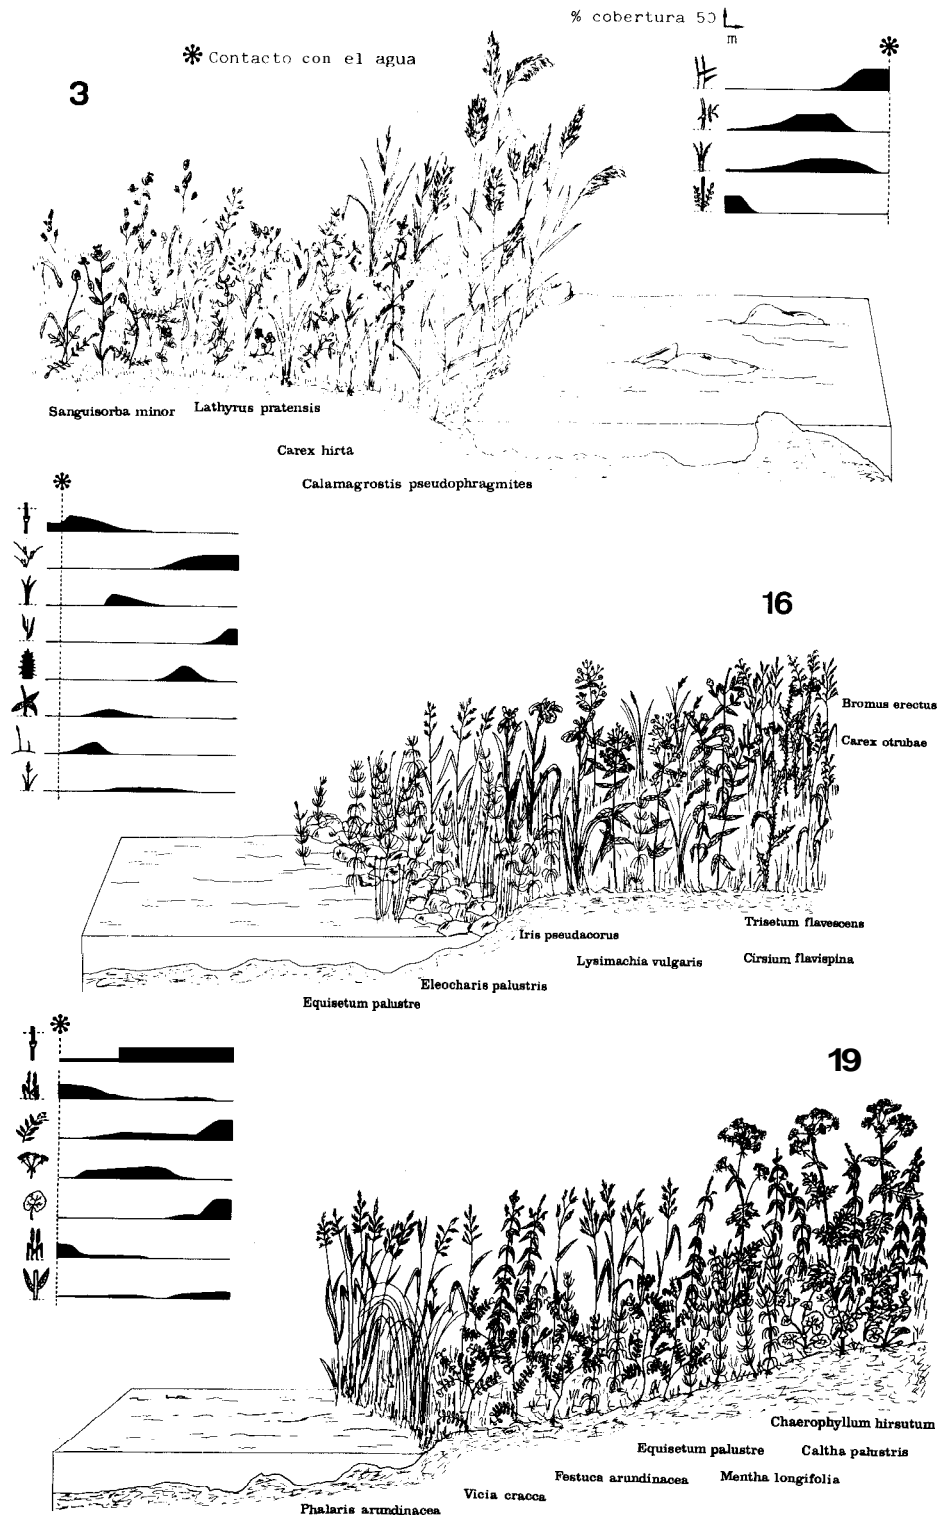 % cobertura 50
m
✻ Contacto con el agua
3
Sanguisorba minor Lathyrus pratensis
Carex hirta
Calamagrostis pseudophragmites
16
Bromus erectus
Carex otrubae
Trisetum flavescens
Iris pseudacorus
Lysimachia vulgaris Cirsium flavispina
Eleocharis palustris
Equisetum palustre
19
Chaerophyllum hirsutum
Equisetum palustre Caltha palustris
Festuca arundinacea Mentha longifolia
Vicia cracca
Phalaris arundinacea